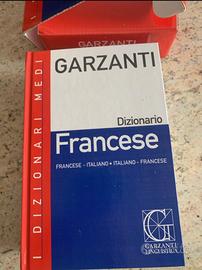 GARZANTI
GARZANTI
Dizionario
Francese
FRANCESE - ITALIANO • ITALIANO - FRANCESE
I DIZIONARI MEDI
G
GARZANTI
LINGUISTICA